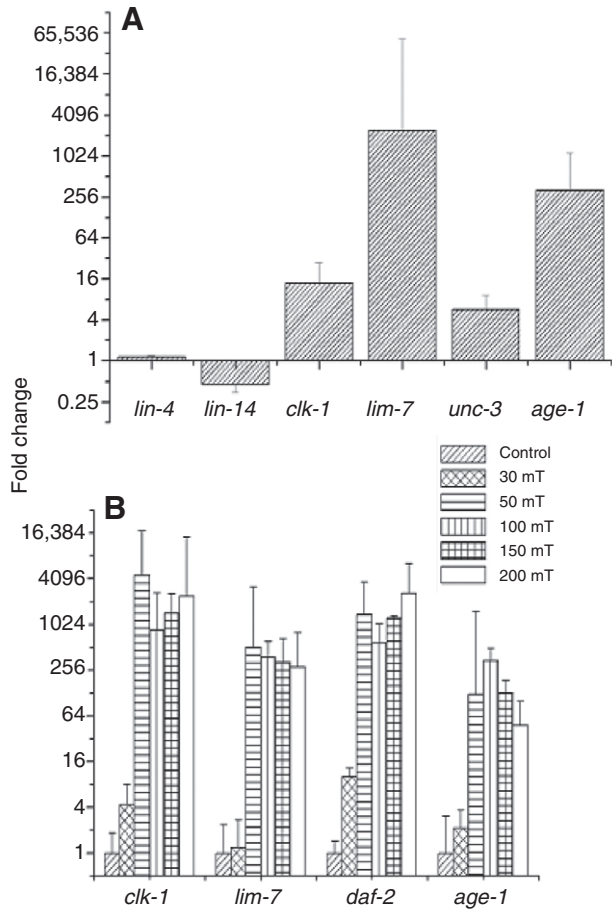 A
65,536
16,384
4096
1024
256
64
16
4
1
0.25
lin-4 lin-14 clk-1 lim-7 unc-3 age-1
Fold change
Control
30 mT
50 mT
100 mT
150 mT
200 mT
B
16,384
4096
1024
256
64
16
4
1
clk-1 lim-7 daf-2 age-1